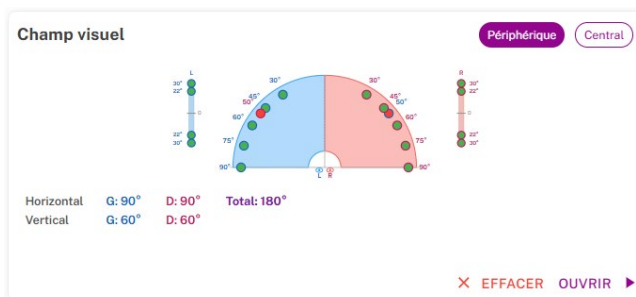 Champ visuel
Périphérique
Central
L
30°
22°
0
22°
30°
30°
45°
50°
60°
75°
90°
30°
45°
50°
60°
75°
90°
L R
R
30°
22°
0
22°
30°
Horizontal G: 90° D: 90° Total: 180°
Vertical G: 60° D: 60°
EFFACER OUVRIR